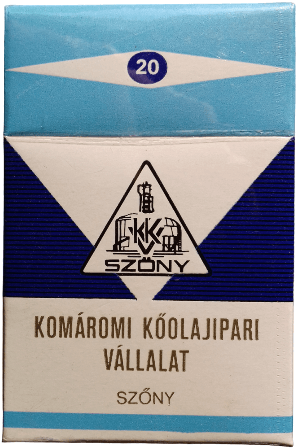 20
KKV
SZŐNY
KOMÁROMI KŐOLAJIPARI
VÁLLALAT
SZŐNY